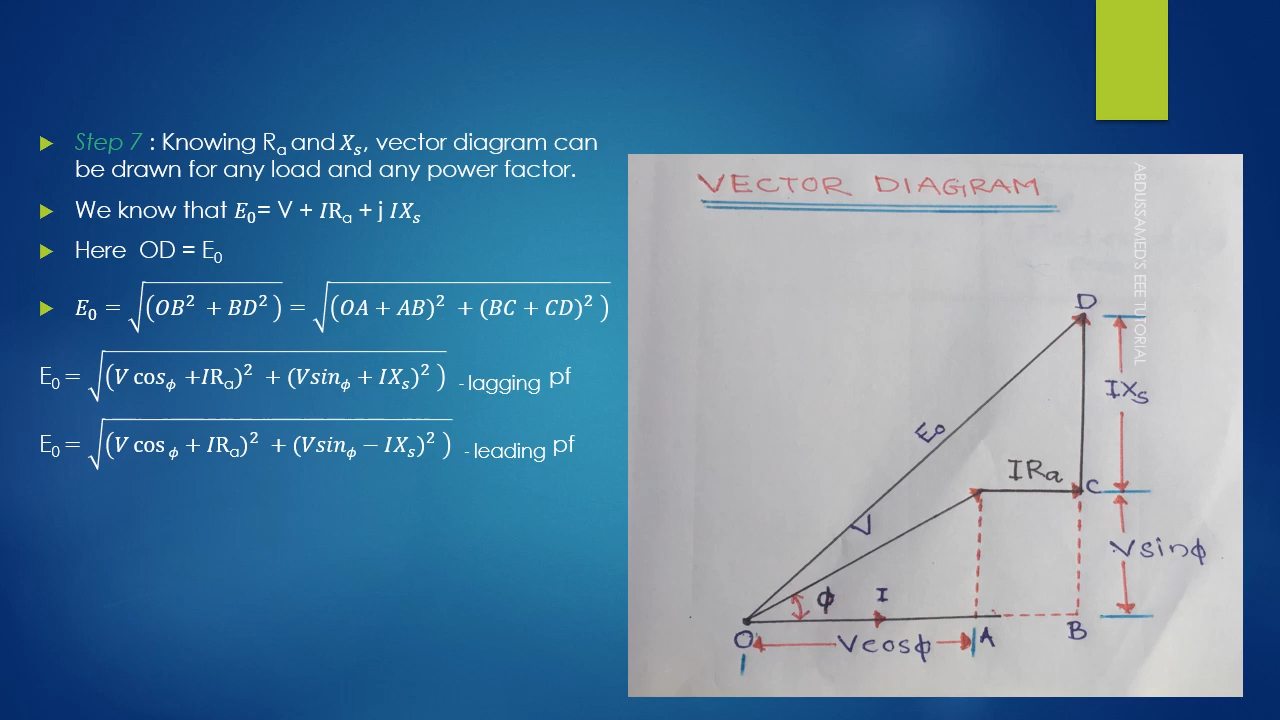 Step 7 : Knowing Rₐ and 𝑋ₛ, vector diagram can
be drawn for any load and any power factor.
We know that 𝐸₀= V + 𝐼Rₐ + j 𝐼𝑋ₛ
Here OD = E₀
𝑬₀ = √((𝑂𝐵² + 𝐵𝐷²)) = √((𝑂𝐴 + 𝐴𝐵)² + (𝐵𝐶 + 𝐶𝐷)² )
E₀ = √((𝑉 cos𝜙 +𝐼Rₐ)² + (𝑉𝑠𝑖𝑛𝜙 + 𝐼𝑋ₛ)² ) - lagging pf
E₀ = √((𝑉 cos 𝜙 + 𝐼Rₐ)² + (𝑉𝑠𝑖𝑛𝜙 − 𝐼𝑋ₛ)² ) - leading pf
VECTOR DIAGRAM
ABDUSSAMED'S EEE TUTORIAL
D
IXₛ
E₀
IRₐ
C
V
Vsinϕ
ϕ
I
O
Vcosϕ
A
B